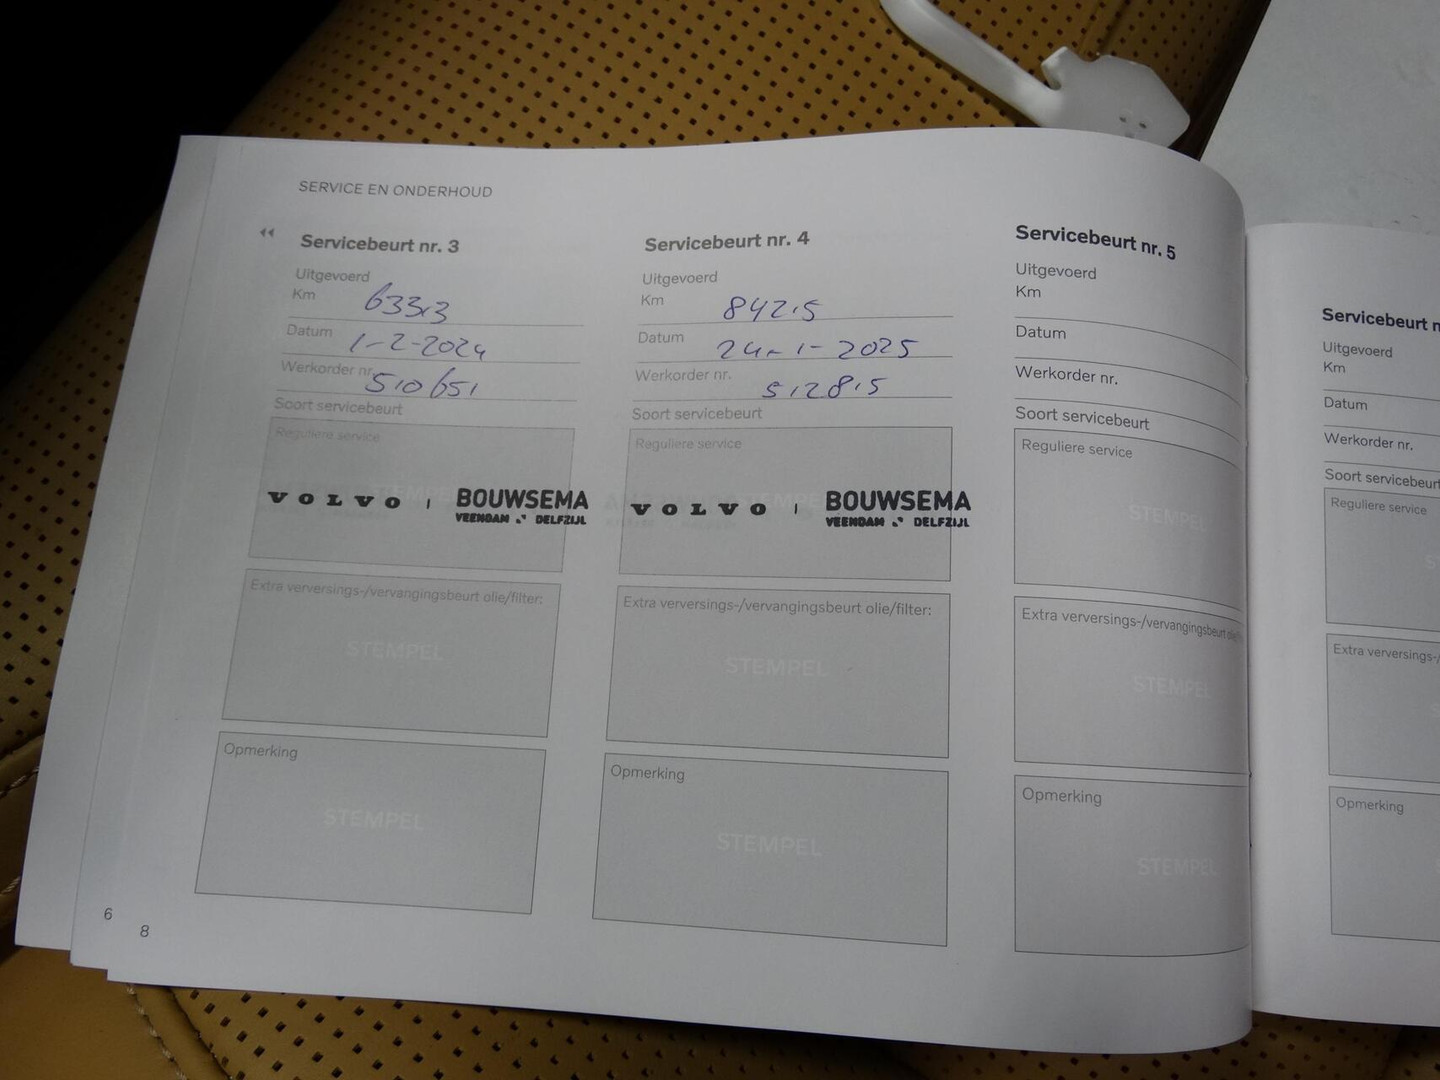 SERVICE EN ONDERHOUD
Servicebeurt nr. 3
Uitgevoerd
Km 63313
Datum 1-2-2024
Werkorder nr. 510651
Soort servicebeurt
Reguliere service
VOLVO | BOUWSEMA
VEENDAM DELFZIJL
Extra verversings-/vervangingsbeurt olie/filter:
STEMPEL
Opmerking
STEMPEL
Servicebeurt nr. 4
Uitgevoerd
Km 84215
Datum 24-1-2025
Werkorder nr. 512815
Soort servicebeurt
Reguliere service
STEMPEL
VOLVO | BOUWSEMA
VEENDAM DELFZIJL
Extra verversings-/vervangingsbeurt olie/filter:
STEMPEL
Opmerking
STEMPEL
Servicebeurt nr. 5
Uitgevoerd
Km
Datum
Werkorder nr.
Soort servicebeurt
Reguliere service
STEMPEL
Extra verversings-/vervangingsbeurt
STEMPEL
Opmerking
STEMPEL
Servicebeurt
Uitgevoerd
Km
Datum
Werkorder nr.
Soort servicebeurt
Reguliere service
Extra verversings-/
Opmerking
6
8